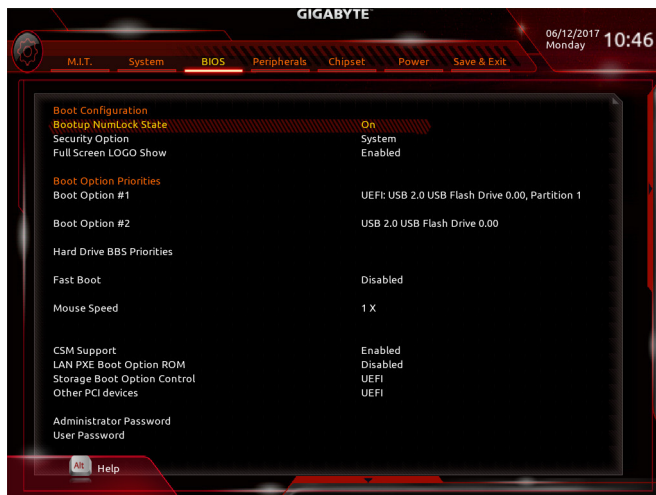 GIGABYTE™
06/12/2017 10:46
Monday
M.I.T. System BIOS Peripherals Chipset Power Save & Exit
Boot Configuration
Bootup NumLock State On
Security Option System
Full Screen LOGO Show Enabled
Boot Option Priorities
Boot Option #1 UEFI: USB 2.0 USB Flash Drive 0.00, Partition 1
Boot Option #2 USB 2.0 USB Flash Drive 0.00
Hard Drive BBS Priorities
Fast Boot Disabled
Mouse Speed 1 X
CSM Support Enabled
LAN PXE Boot Option ROM Disabled
Storage Boot Option Control UEFI
Other PCI devices UEFI
Administrator Password
User Password
Alt Help